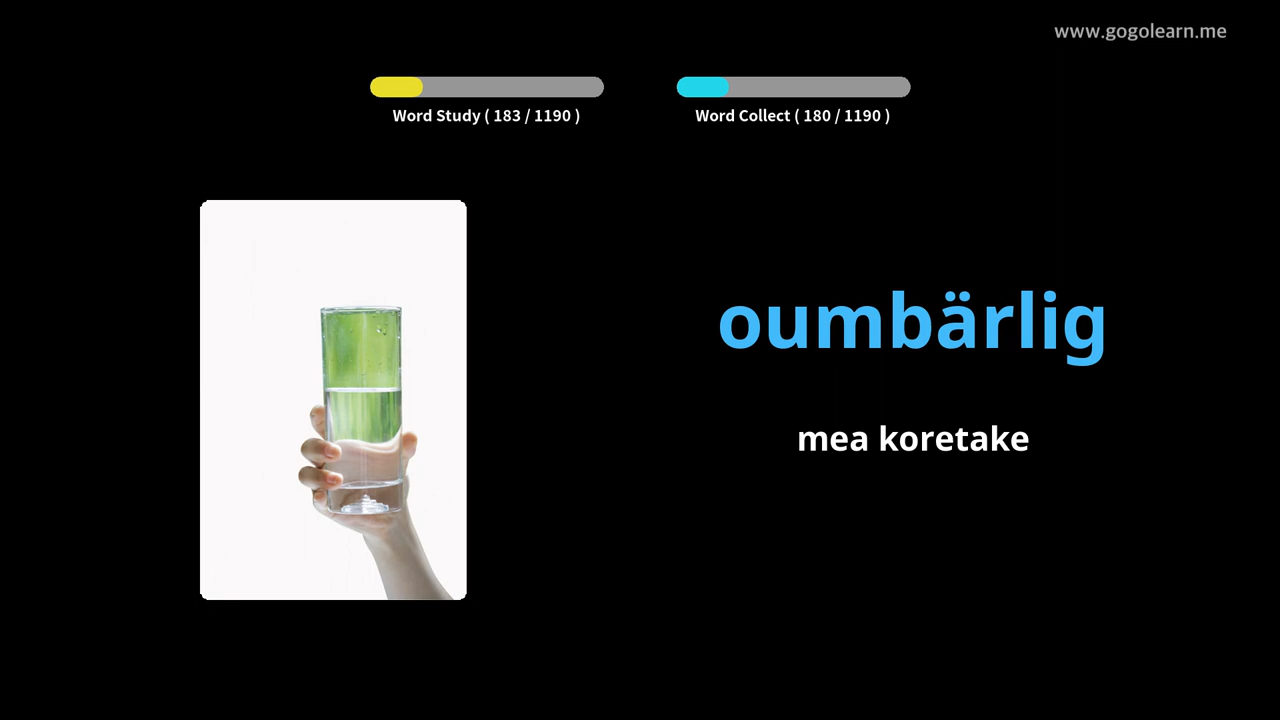 www.gogolearn.me
Word Study ( 183 / 1190 )
Word Collect ( 180 / 1190 )
oumbärlig
mea koretake